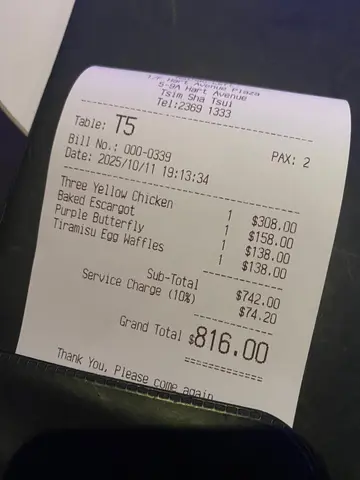 Hart Avenue Plaza
5-9A Hart Avenue
Tsim Sha Tsui
Tel:2369 1333
Table: T5 PAX: 2
Bill No.: 000-0339
Date: 2025/10/11 19:13:34
Three Yellow Chicken 1 $308.00
Baked Escargot 1 $158.00
Purple Butterfly 1 $138.00
Tiramisu Egg Waffles 1 $138.00
Sub-Total $742.00
Service Charge (10%) $74.20
Grand Total $816.00
============
Thank You, Please come again